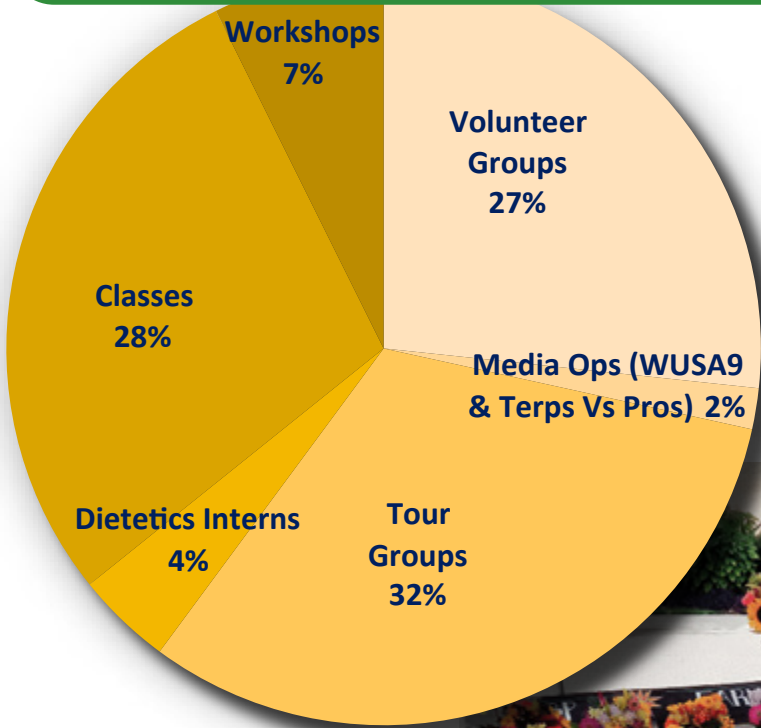 Workshops
7%
Volunteer
Groups
27%
Classes
28%
Media Ops (WUSA9
& Terps Vs Pros) 2%
Dietetics Interns
4%
Tour
Groups
32%